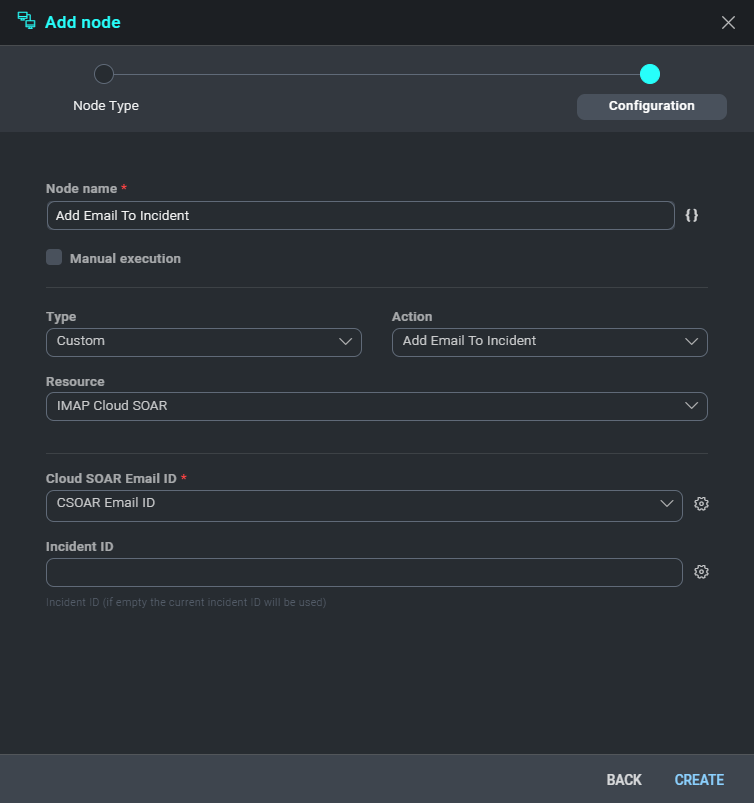 Add node
Node Type
Configuration
Node name *
Add Email To Incident
{}
Manual execution
Type
Action
Custom
Add Email To Incident
Resource
IMAP Cloud SOAR
Cloud SOAR Email ID *
CSOAR Email ID
Incident ID
Incident ID (if empty the current incident ID will be used)
BACK
CREATE